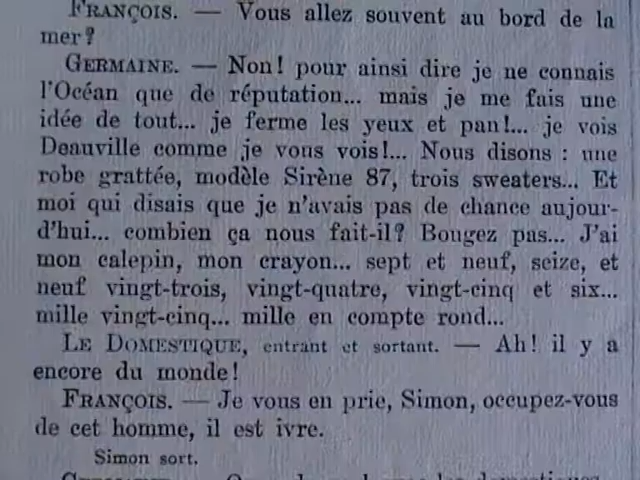 FRANÇOIS. — Vous allez souvent au bord de la
mer?
GERMAINE. — Non! pour ainsi dire je ne connais
l'Océan que de réputation... mais je me fais une
idée de tout... je ferme les yeux et pan!... je vois
Deauville comme je vous vois!... Nous disons : une
robe grattée, modèle Sirène 87, trois sweaters... Et
moi qui disais que je n'avais pas de chance aujour-
d'hui... combien ça nous fait-il? Bougez pas... J'ai
mon calepin, mon crayon... sept et neuf, seize, et
neuf vingt-trois, vingt-quatre, vingt-cinq et six...
mille vingt-cinq... mille en compte rond...
LE DOMESTIQUE, entrant et sortant. — Ah! il y a
encore du monde!
FRANÇOIS. — Je vous en prie, Simon, occupez-vous
de cet homme, il est ivre.
Simon sort.